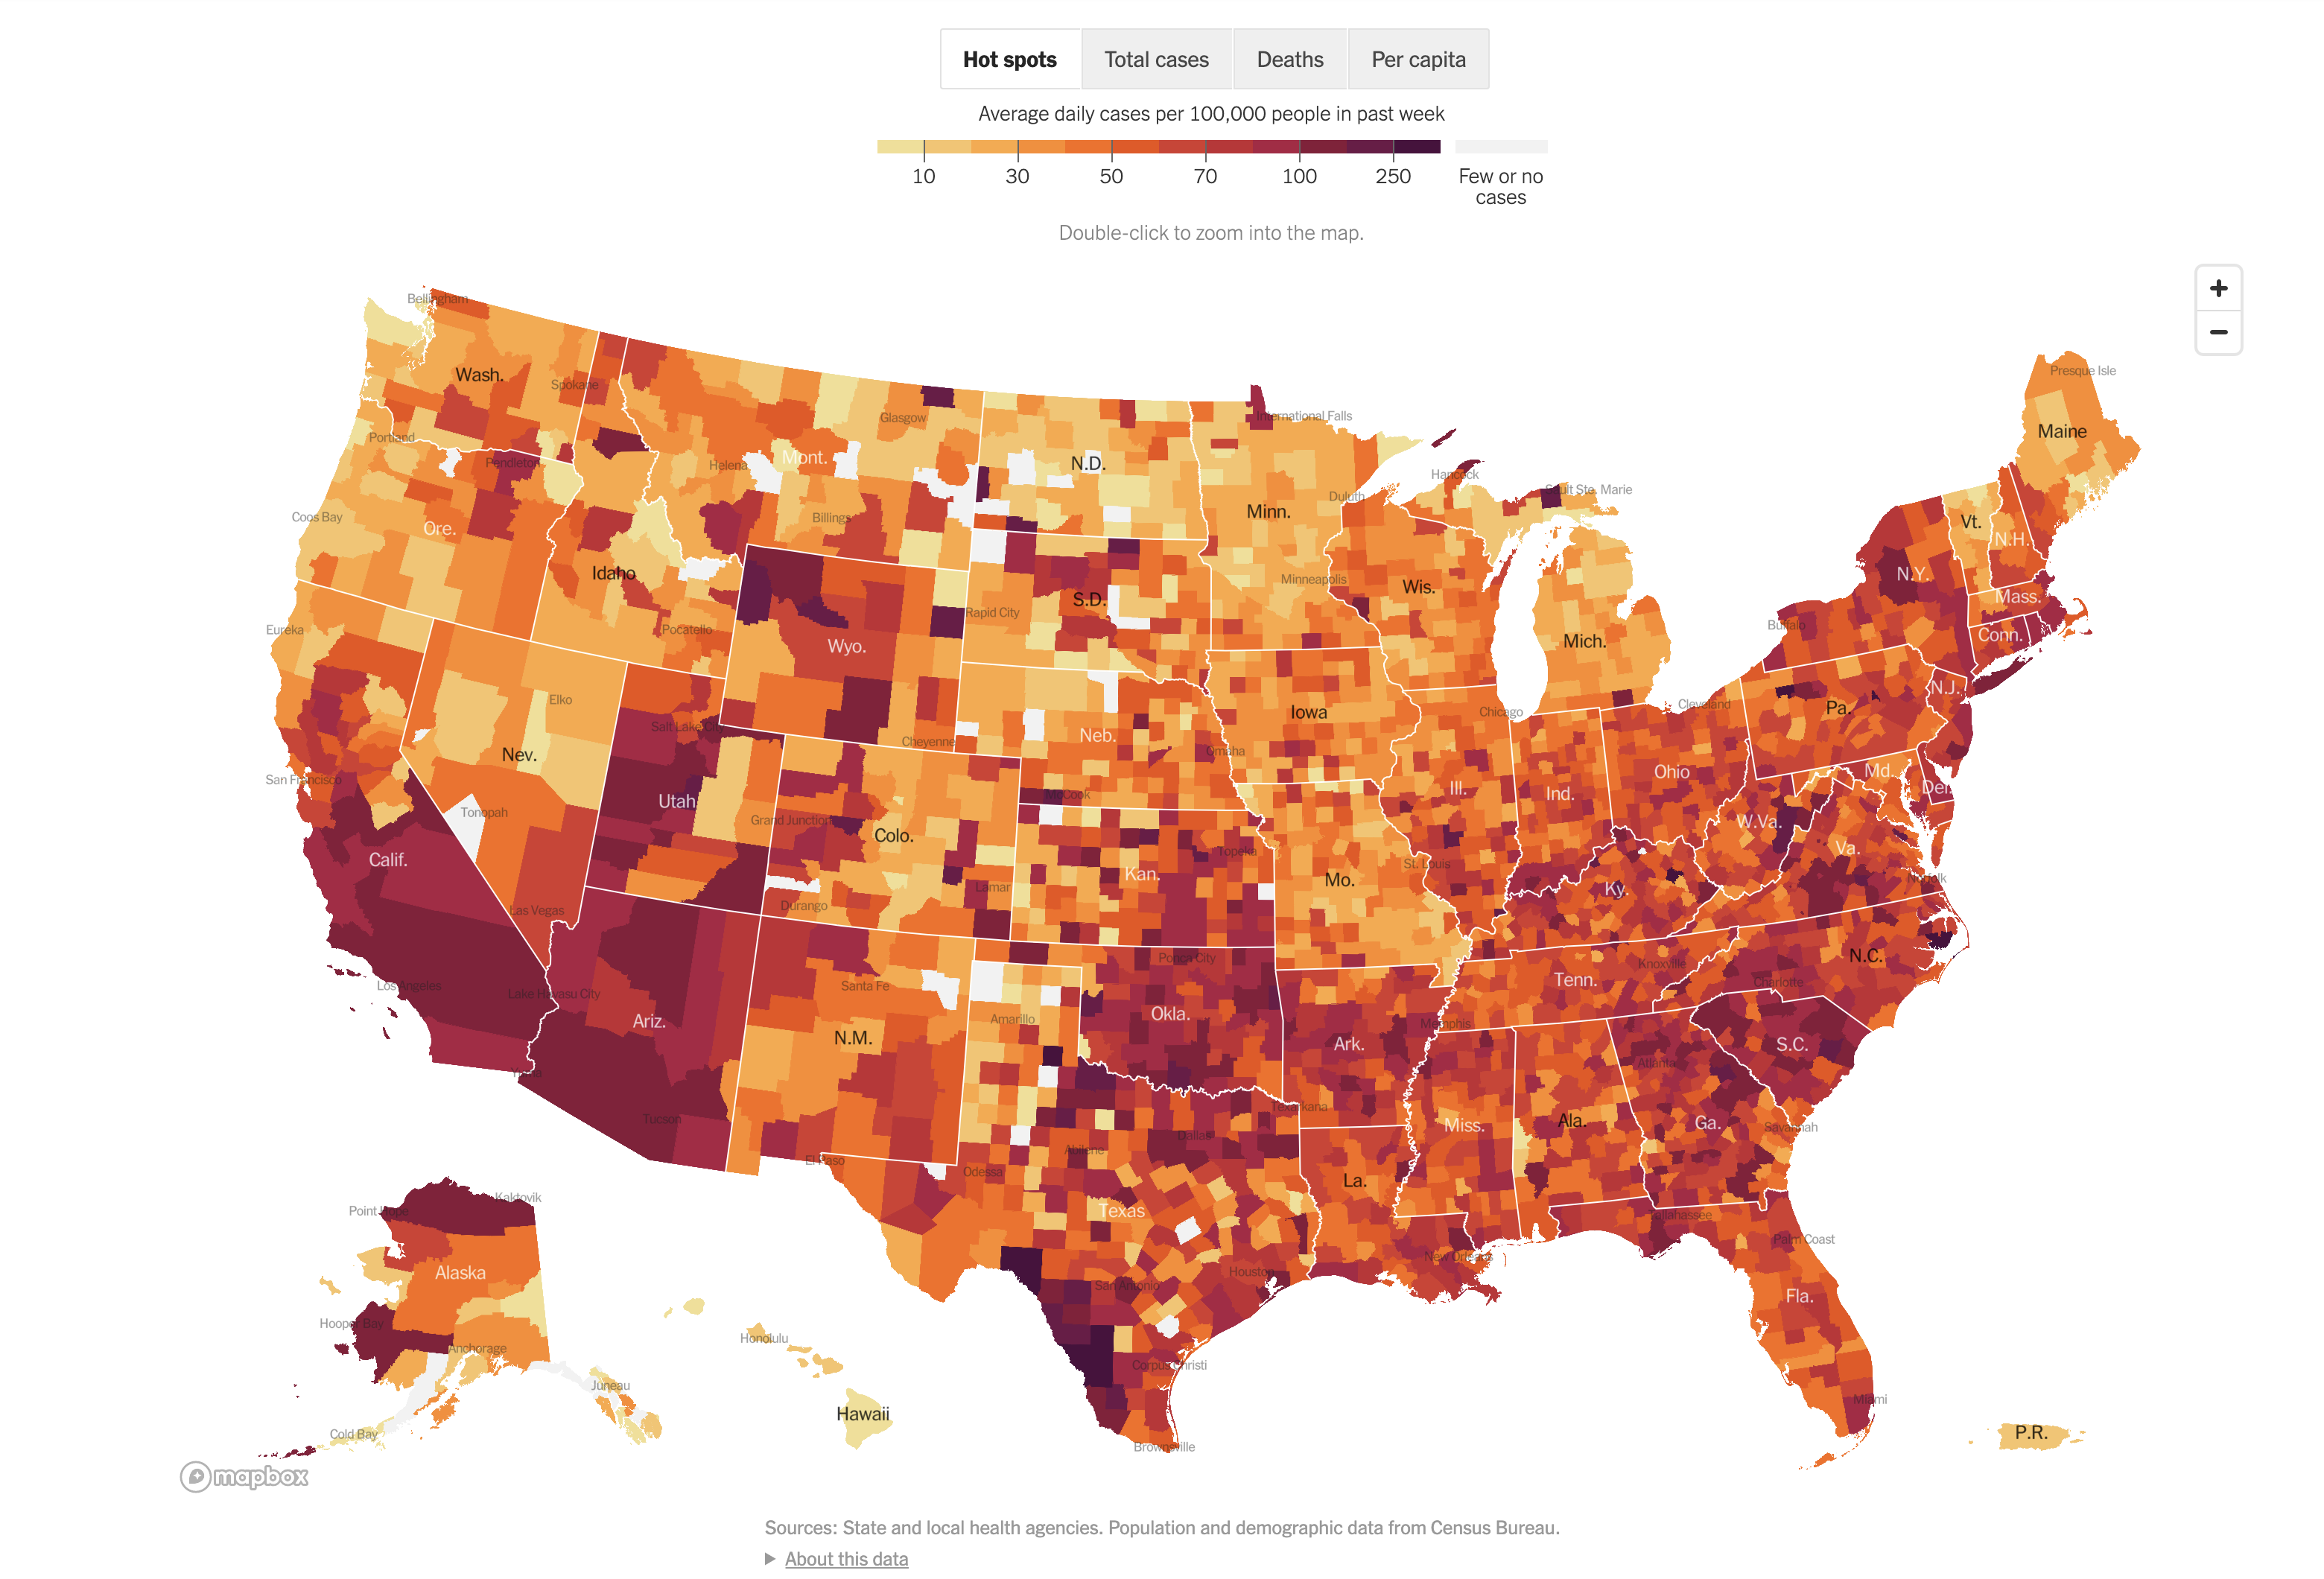 Hot spots
Total cases
Deaths
Per capita
Average daily cases per 100,000 people in past week
10
30
50
70
100
250
Few or no
cases
Double-click to zoom into the map.
+
−
Bellingham
Wash.
Spokane
Portland
Pendleton
Coos Bay
Ore.
Glasgow
Helena
Mont.
Billings
N.D.
International Falls
Minn.
Duluth
Hancock
Sault Ste. Marie
Presque Isle
Maine
Vt.
N.H.
N.Y.
Mass.
Conn.
Buffalo
Idaho
Pocatello
Wyo.
Rapid City
S.D.
Minneapolis
Wis.
Mich.
Eureka
Elko
Nev.
Salt Lake City
Cheyenne
Neb.
Omaha
Iowa
Chicago
Cleveland
Pa.
N.J.
San Francisco
Tonopah
Utah
Grand Junction
Colo.
McCook
Ill.
Ind.
Ohio
Md.
Del.
W.Va.
Va.
Calif.
Las Vegas
Durango
Lamar
Kan.
Topeka
Mo.
St. Louis
Ky.
Norfolk
Los Angeles
Lake Havasu City
Ariz.
Santa Fe
N.M.
Amarillo
Ponca City
Okla.
Ark.
Memphis
Tenn.
Knoxville
Charlotte
N.C.
S.C.
Atlanta
Yuma
Tucson
El Paso
Odessa
Abilene
Dallas
Texarkana
Miss.
Ala.
Ga.
Savannah
La.
Texas
Tallahassee
Palm Coast
New Orleans
Houston
San Antonio
Fla.
Corpus Christi
Miami
Brownsville
Kaktovik
Point Hope
Alaska
Hooper Bay
Anchorage
Juneau
Cold Bay
Honolulu
Hawaii
P.R.
mapbox
Sources: State and local health agencies. Population and demographic data from Census Bureau.
About this data